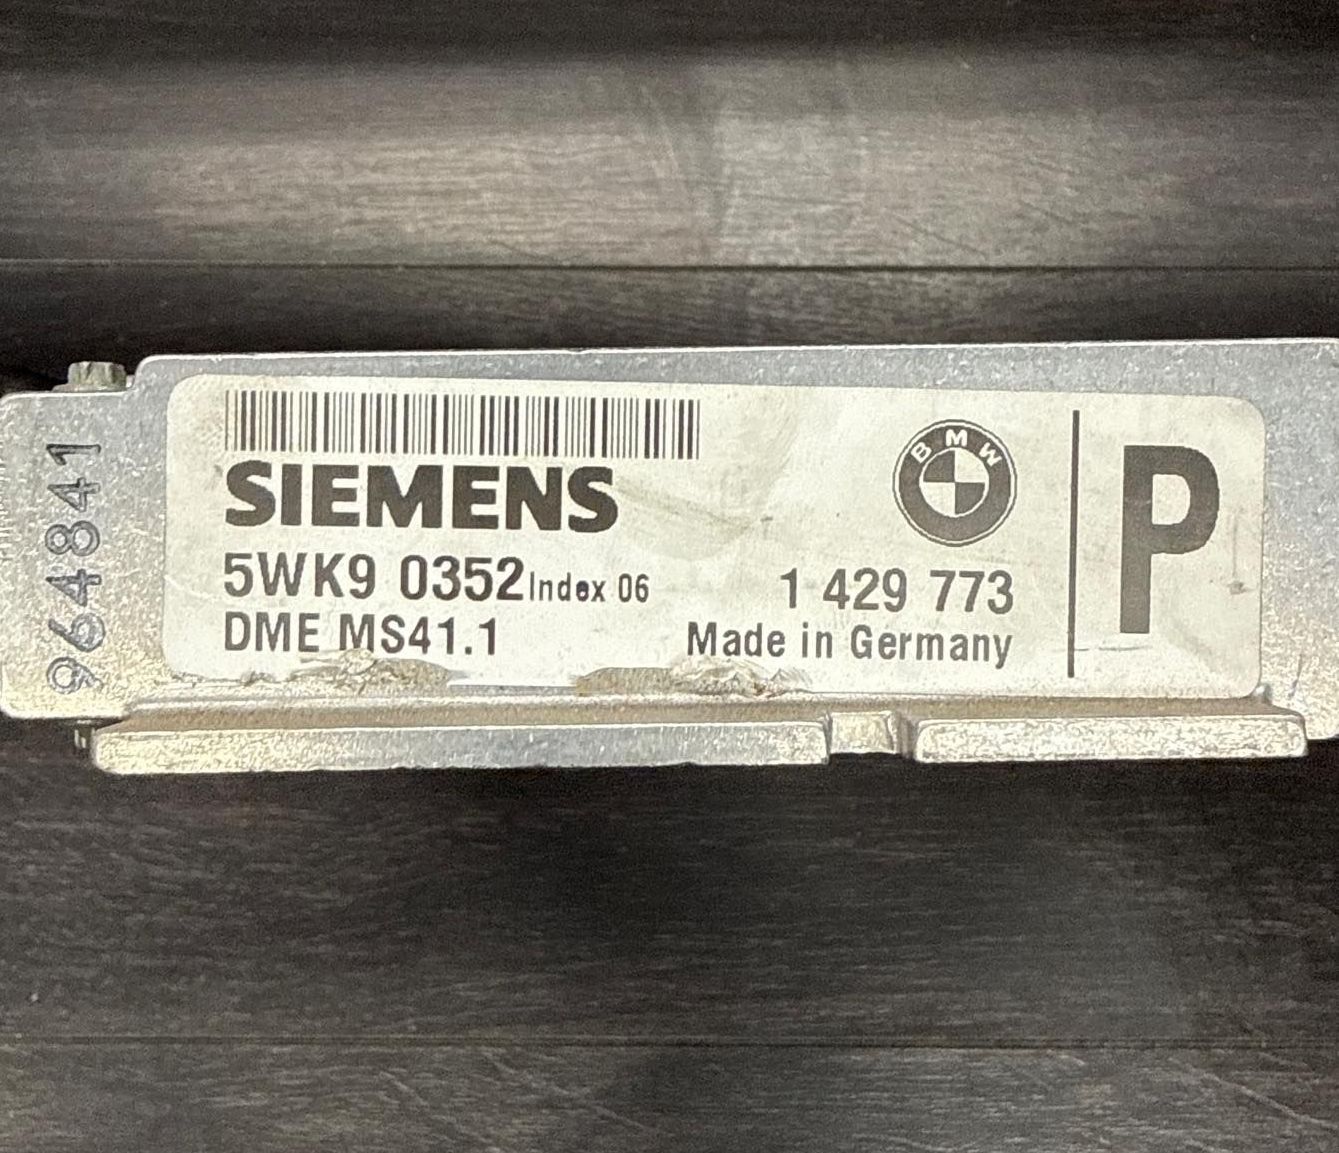 964841
SIEMENS
5WK9 0352 Index 06
DME MS41.1
BMW
1 429 773
Made in Germany
P